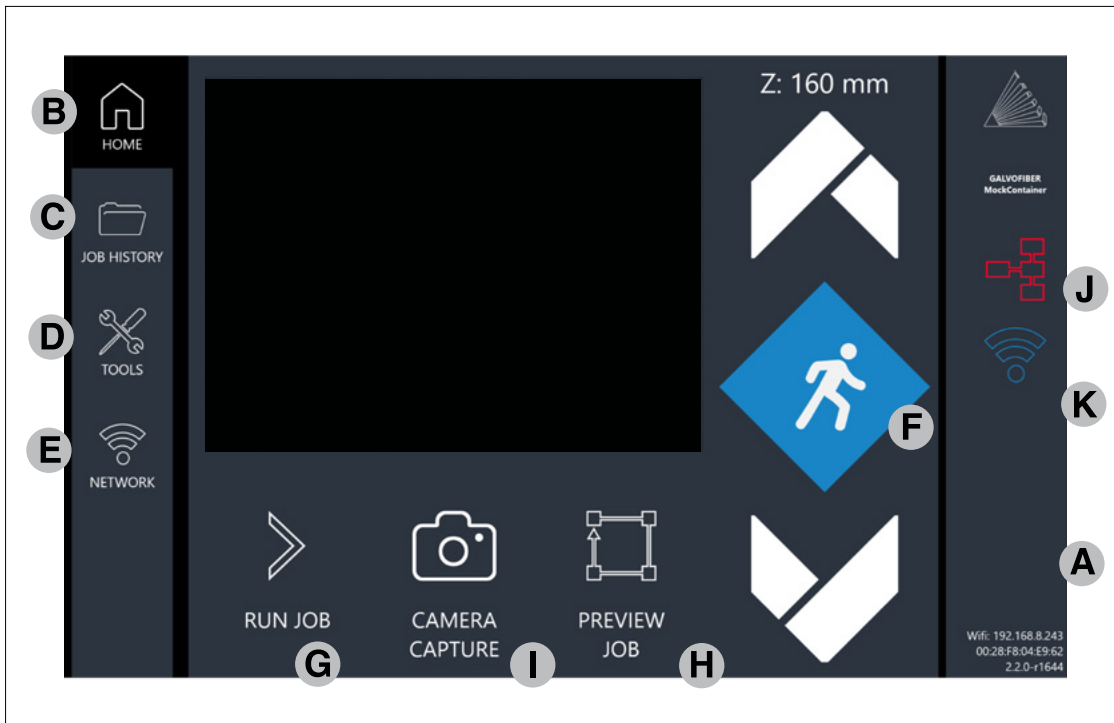 B
HOME
C
JOB HISTORY
D
TOOLS
E
NETWORK
RUN JOB
G
CAMERA
CAPTURE
I
PREVIEW
JOB
H
Z: 160 mm
F
GALVOFIBER
MockContainer
J
K
A
Wifi: 192.168.8.243
00:28:F8:04:E9:62
2.2.0-r1644